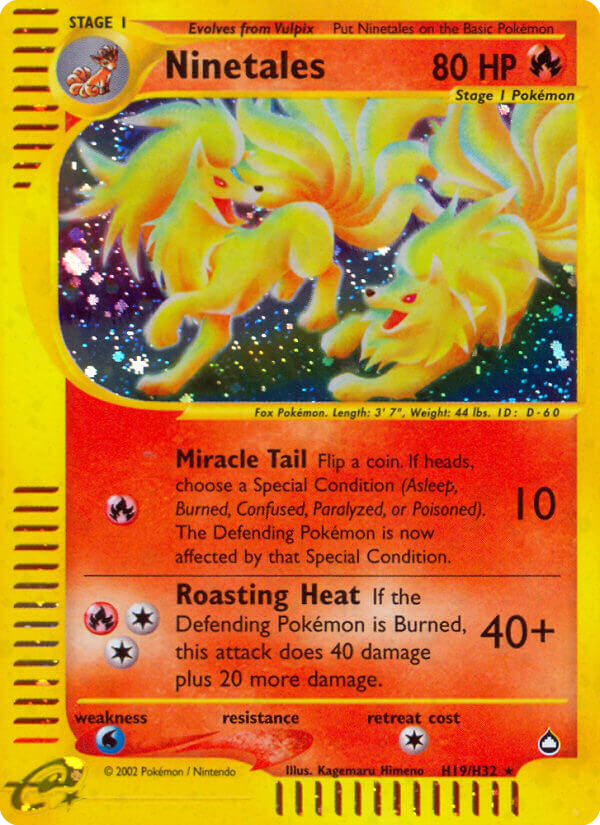 STAGE 1
Evolves from Vulpix Put Ninetales on the Basic Pokémon
Ninetales 80 HP
Stage 1 Pokémon
Fox Pokémon. Length: 3' 7", Weight: 44 lbs. ID: D-60
Miracle Tail Flip a coin. If heads,
choose a Special Condition (Asleep,
Burned, Confused, Paralyzed, or Poisoned).
The Defending Pokémon is now
affected by that Special Condition.
10
Roasting Heat If the
Defending Pokémon is Burned,
this attack does 40 damage
plus 20 more damage.
40+
weakness resistance retreat cost
© 2002 Pokémon / Nintendo Illus. Kagemaru Himeno H19/H32 ★